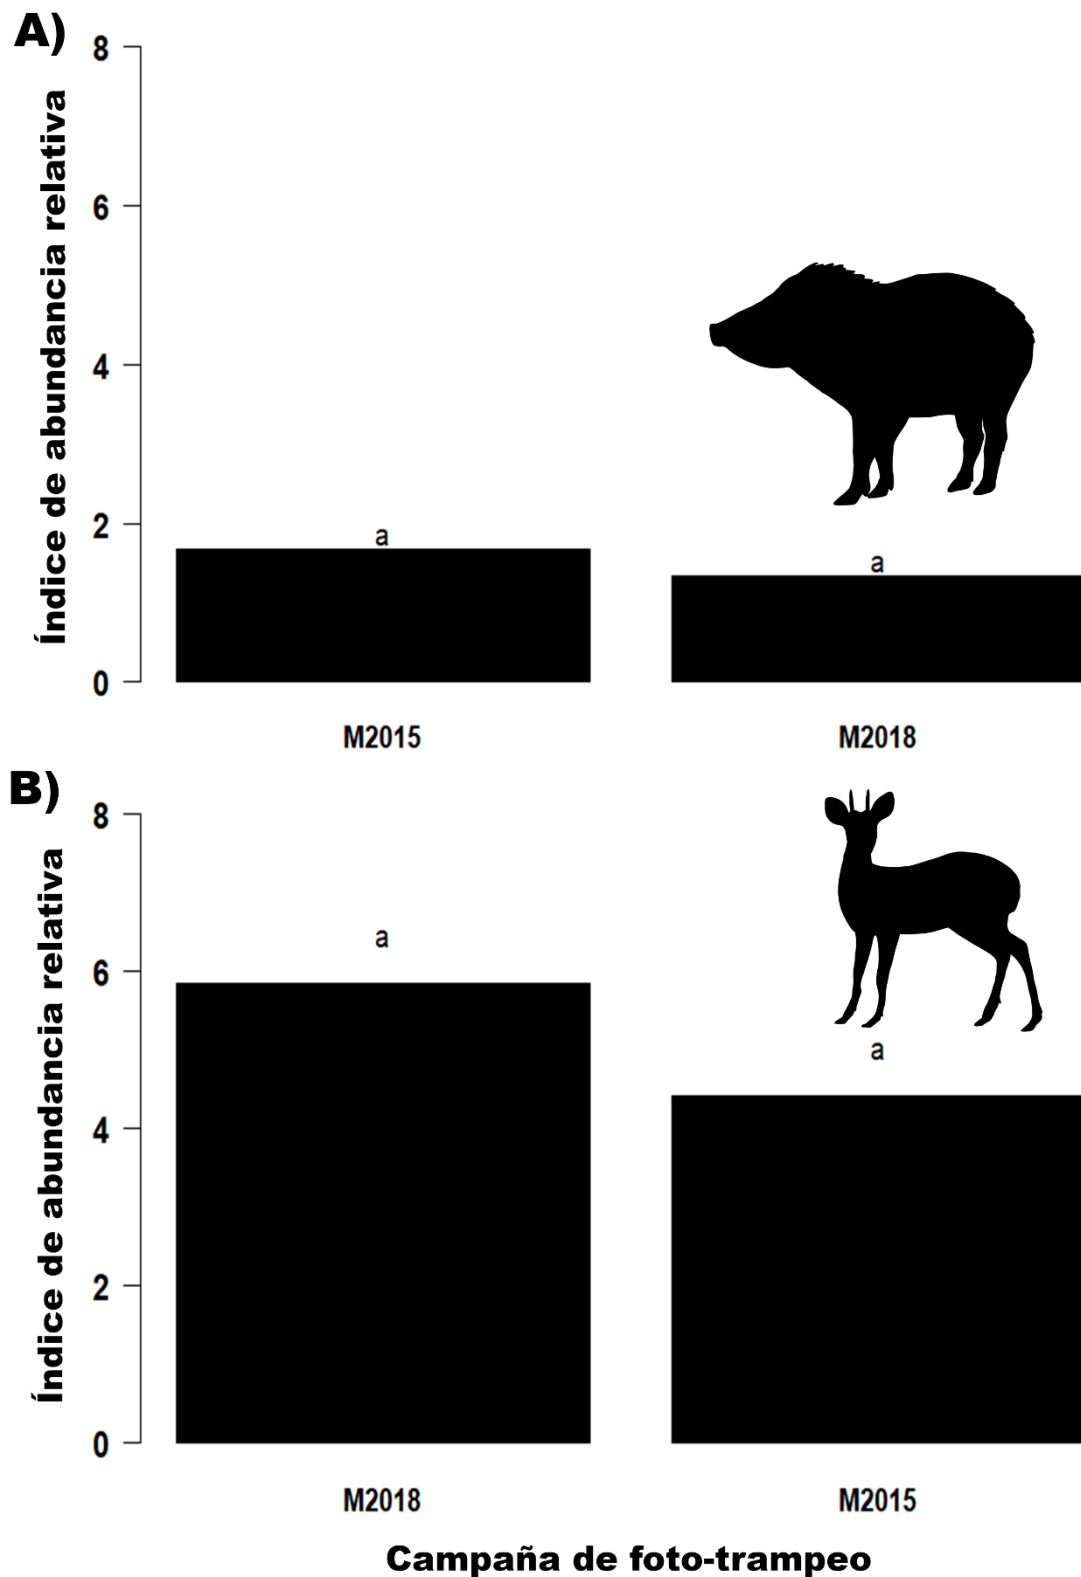 A)
Índice de abundancia relativa
8
6
4
2
0
a
a
M2015 M2018
B)
Índice de abundancia relativa
8
6
4
2
0
a
a
M2018 M2015
Campaña de foto-trampeo